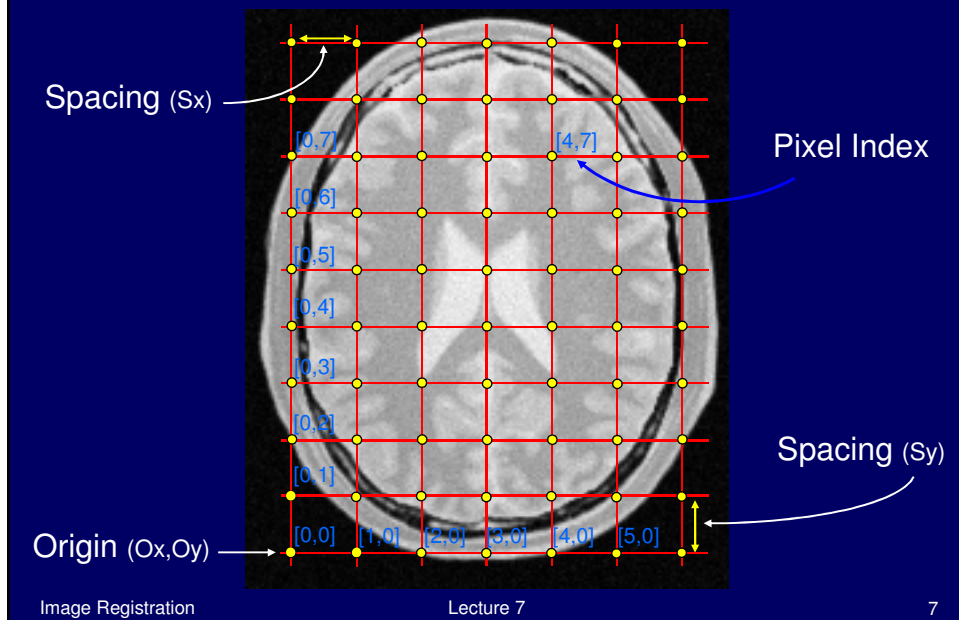 Spacing (Sx)
[0,7]
[4,7]
Pixel Index
[0,6]
[0,5]
[0,4]
[0,3]
[0,2]
Spacing (Sy)
[0,1]
[0,0] [1,0] [2,0] [3,0] [4,0] [5,0]
Origin (Ox,Oy)
Image Registration Lecture 7 7